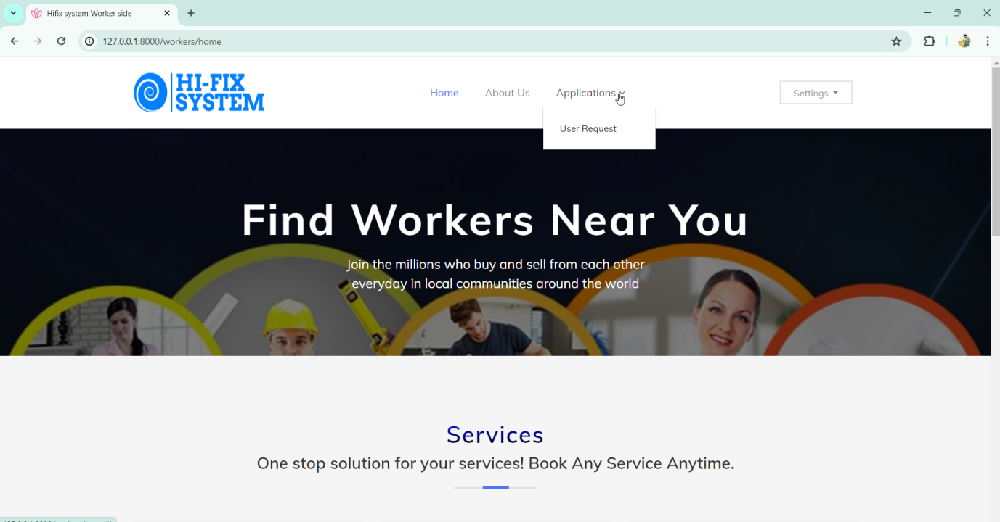 Hifix system Worker side
127.0.0.1:8000/workers/home
HI-FIX
SYSTEM
Home
About Us
Applications
Settings
User Request
Find Workers Near You
Join the millions who buy and sell from each other
everyday in local communities around the world
Services
One stop solution for your services! Book Any Service Anytime.